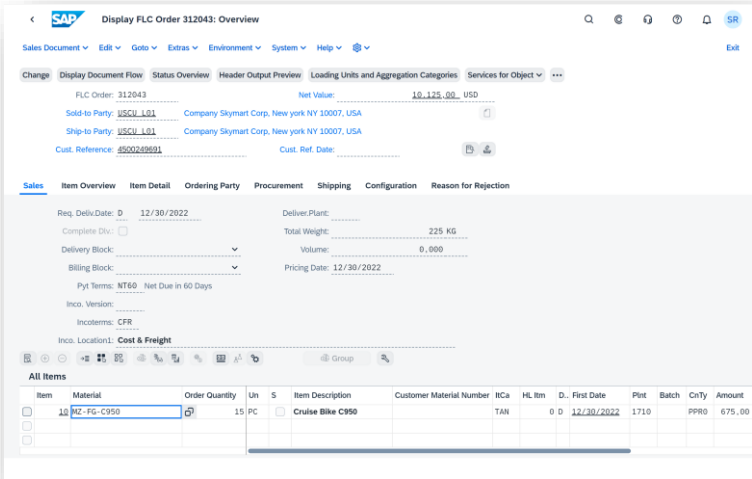 SAP Display FLC Order 312043: Overview SR
Sales Document Edit Goto Extras Environment System Help Exit
Change Display Document Flow Status Overview Header Output Preview Loading Units and Aggregation Categories Services for Object
FLC Order: 312043 Net Value: 10.125,00 USD
Sold-to Party: USCU_L01 Company Skymart Corp, New york NY 10007, USA
Ship-to Party: USCU_L01 Company Skymart Corp, New york NY 10007, USA
Cust. Reference: 4500249691 Cust. Ref. Date:
Sales Item Overview Item Detail Ordering Party Procurement Shipping Configuration Reason for Rejection
Req. Deliv.Date: D 12/30/2022 Deliver.Plant:
Complete Dlv.: Total Weight: 225 KG
Delivery Block: Volume: 0,000
Billing Block: Pricing Date: 12/30/2022
Pyt Terms: NT60 Net Due in 60 Days
Inco. Version:
Incoterms: CFR
Inco. Location1: Cost & Freight
Group
All Items
Item Material Order Quantity Un S Item Description Customer Material Number ItCa HL Itm D.. First Date Plnt Batch CnTy Amount
10 MZ-FG-C950 15 PC Cruise Bike C950 TAN 0 D 12/30/2022 1710 PPR0 675,00